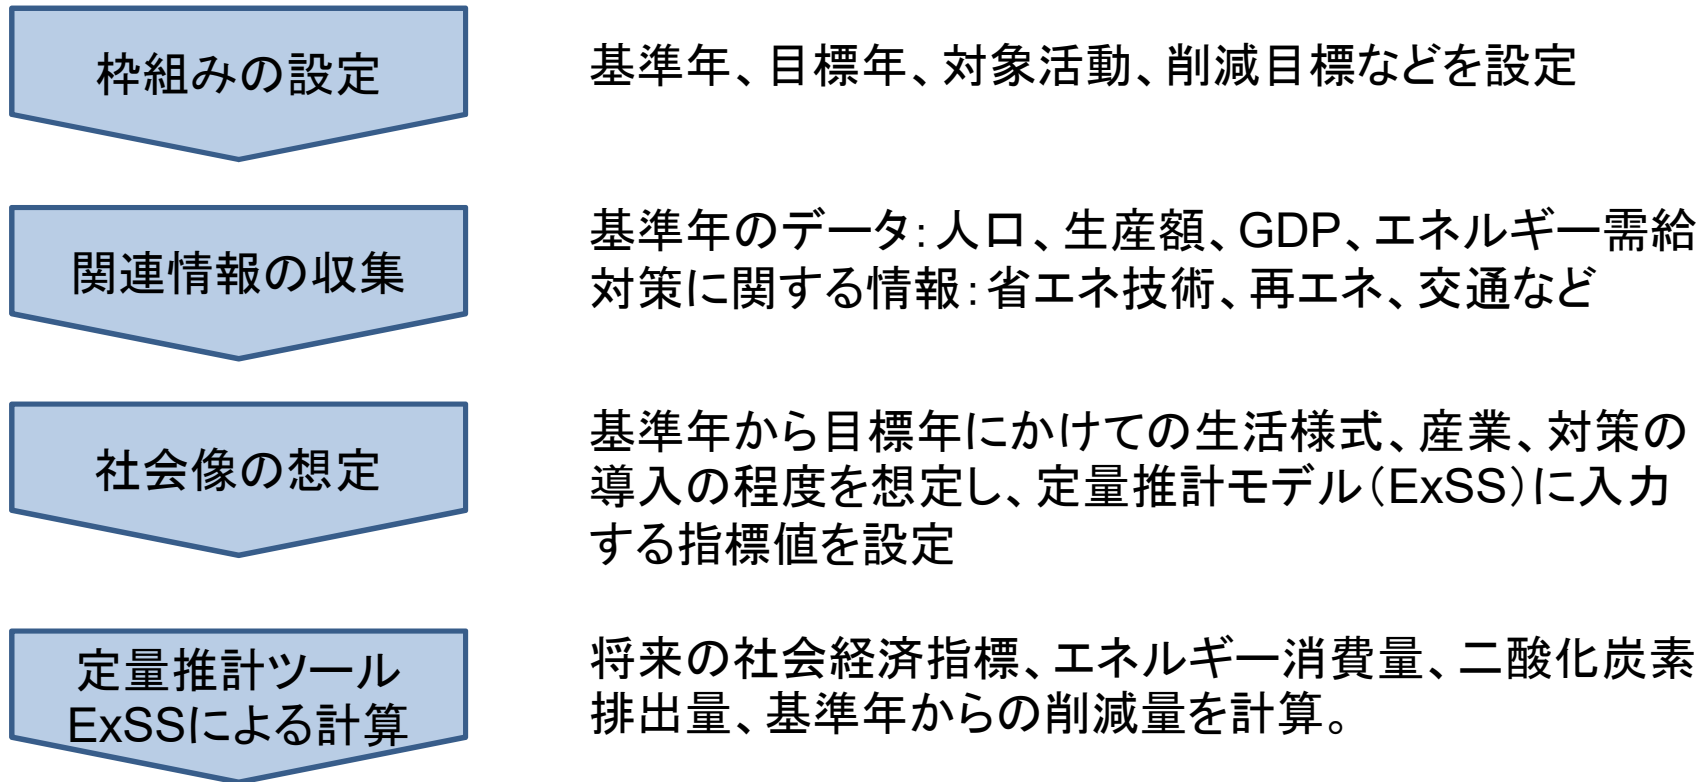 枠組みの設定
基準年、目標年、対象活動、削減目標などを設定
関連情報の収集
基準年のデータ：人口、生産額、GDP、エネルギー需給
対策に関する情報：省エネ技術、再エネ、交通など
社会像の想定
基準年から目標年にかけての生活様式、産業、対策の
導入の程度を想定し、定量推計モデル（ExSS）に入力
する指標値を設定
定量推計ツール
ExSSによる計算
将来の社会経済指標、エネルギー消費量、二酸化炭素
排出量、基準年からの削減量を計算。